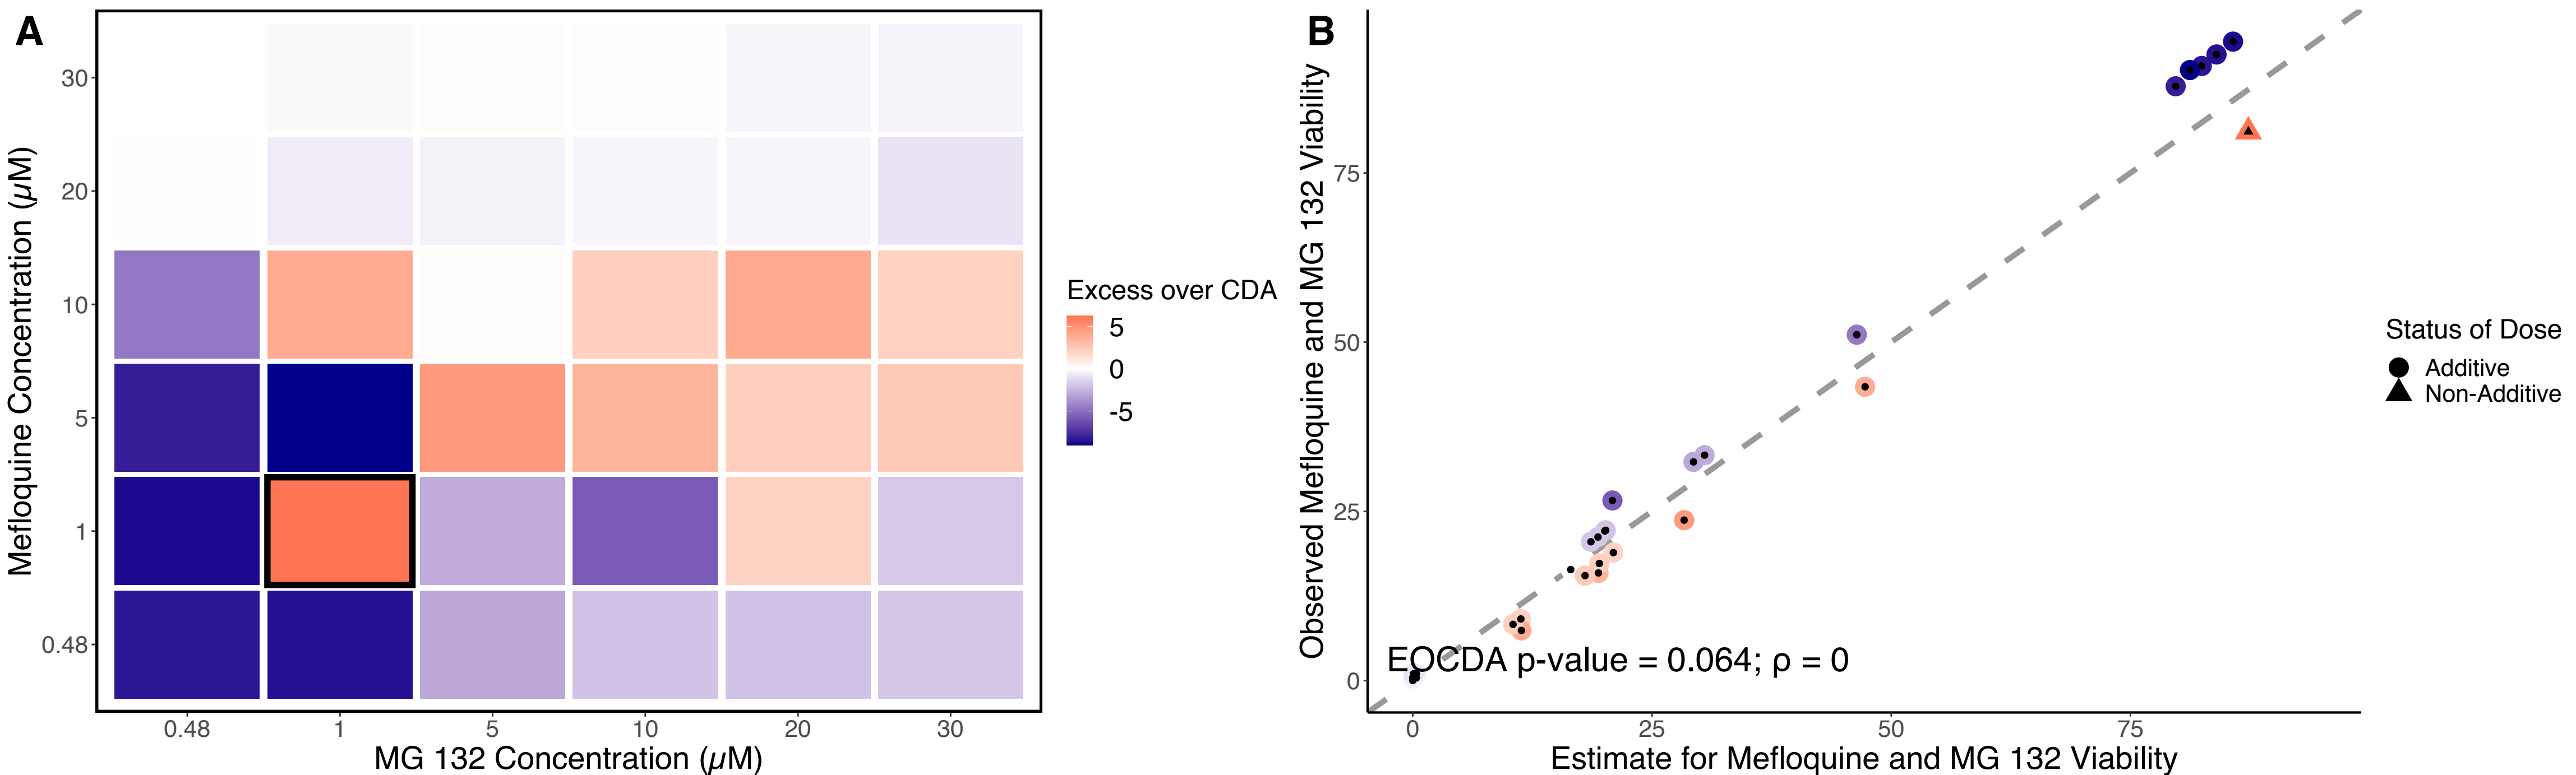 A
Mefloquine Concentration (µM)
30
20
10
5
1
0.48
0.48 1 5 10 20 30
MG 132 Concentration (µM)
Excess over CDA
5
0
-5
B
Observed Mefloquine and MG 132 Viability
75
50
25
0
EOCDA p-value = 0.064; ρ = 0
0 25 50 75
Estimate for Mefloquine and MG 132 Viability
Status of Dose
Additive
Non-Additive